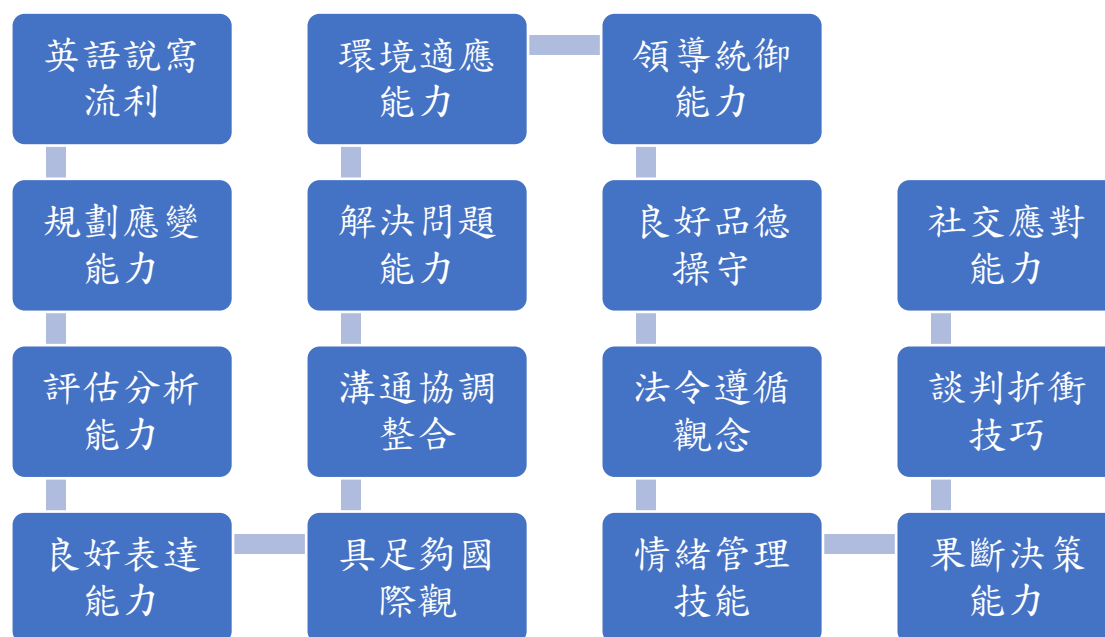 英語說寫
流利
規劃應變
能力
評估分析
能力
良好表達
能力
具足夠國
際觀
溝通協調
整合
解決問題
能力
環境適應
能力
領導統御
能力
良好品德
操守
法令遵循
觀念
情緒管理
技能
果斷決策
能力
談判折衝
技巧
社交應對
能力